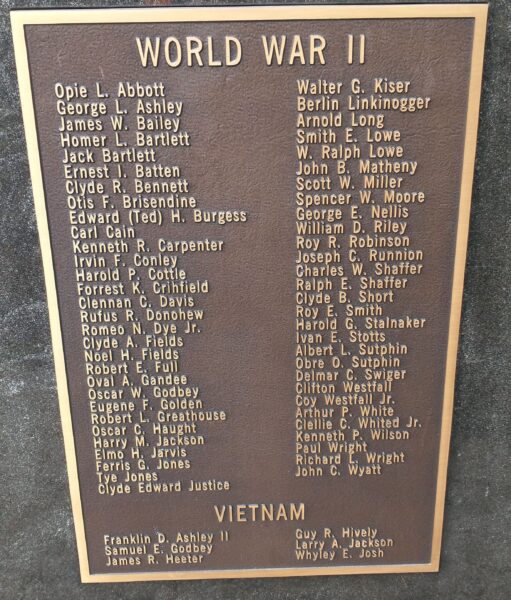 WORLD WAR II
Opie L. Abbott
George L. Ashley
James W. Bailey
Homer L. Bartlett
Jack Bartlett
Ernest I. Batten
Clyde R. Bennett
Otis F. Brisendine
Edward (Ted) H. Burgess
Carl Cain
Kenneth R. Carpenter
Irvin F. Conley
Harold P. Cottle
Forrest K. Crihfield
Clennan C. Davis
Rufus R. Donohew
Romeo N. Dye Jr.
Clyde A. Fields
Noel H. Fields
Robert E. Full
Oval A. Gandee
Oscar W. Godbey
Eugene F. Golden
Robert L. Greathouse
Oscar C. Haught
Harry M. Jackson
Elmo H. Jarvis
Ferris G. Jones
Tye Jones
Clyde Edward Justice
Walter G. Kiser
Berlin Linkinogger
Arnold Long
Smith E. Lowe
W. Ralph Lowe
John B. Matheny
Scott W. Miller
Spencer W. Moore
George E. Nellis
William D. Riley
Roy R. Robinson
Joseph C. Runnion
Charles W. Shaffer
Ralph E. Shaffer
Clyde B. Short
Roy E. Smith
Harold G. Stalnaker
Ivan E. Stotts
Albert L. Sutphin
Obre O. Sutphin
Delmar C. Swiger
Clifton Westfall
Coy Westfall Jr.
Arthur P. White
Clellie C. Whited Jr.
Kenneth P. Wilson
Paul Wright
Richard L. Wright
John C. Wyatt
VIETNAM
Franklin D. Ashley II
Samuel E. Godbey
James R. Heeter
Guy R. Hively
Larry A. Jackson
Whyley E. Josh